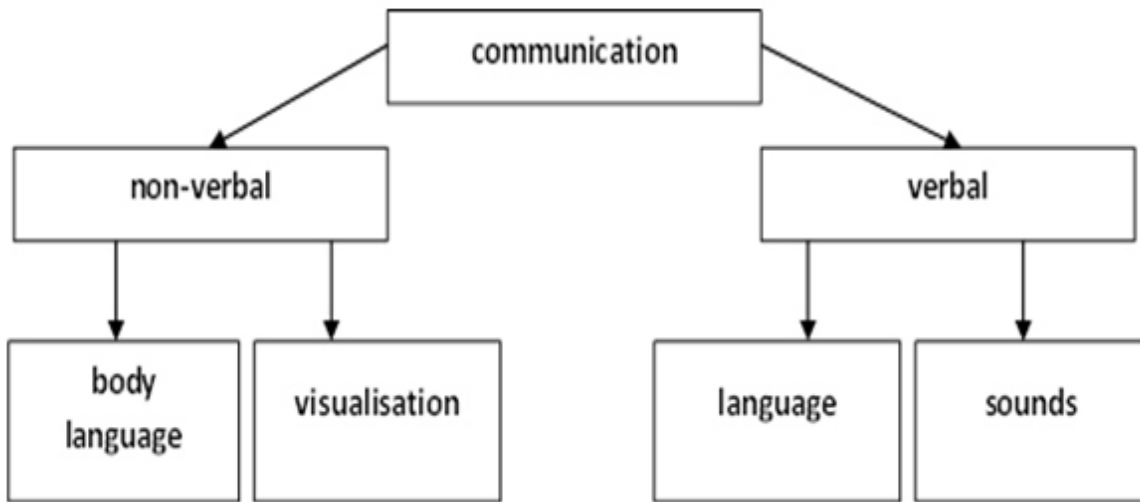 communication
non-verbal
verbal
body
language
visualisation
language
sounds